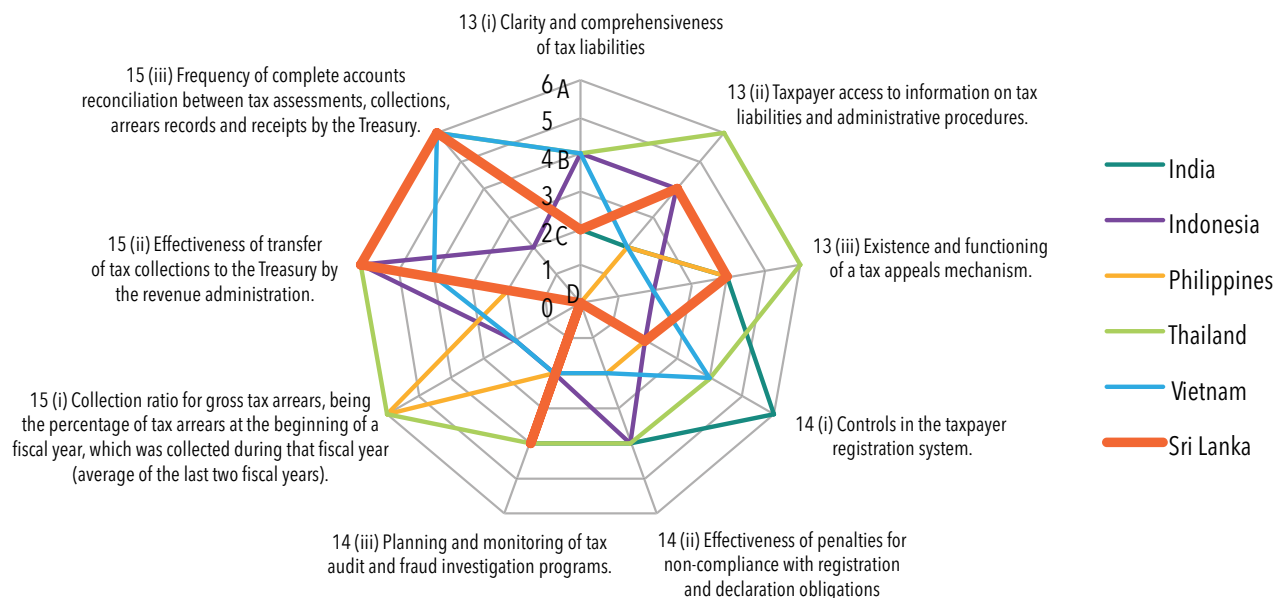 13 (i) Clarity and comprehensiveness
of tax liabilities
15 (iii) Frequency of complete accounts
reconciliation between tax assessments, collections,
arrears records and receipts by the Treasury.
13 (ii) Taxpayer access to information on tax
liabilities and administrative procedures.
6 A
5
4 B
3
2 C
1
D
0
India
Indonesia
Philippines
Thailand
Vietnam
Sri Lanka
15 (ii) Effectiveness of transfer
of tax collections to the Treasury by
the revenue administration.
13 (iii) Existence and functioning
of a tax appeals mechanism.
15 (i) Collection ratio for gross tax arrears, being
the percentage of tax arrears at the beginning of a
fiscal year, which was collected during that fiscal year
(average of the last two fiscal years).
14 (i) Controls in the taxpayer
registration system.
14 (iii) Planning and monitoring of tax
audit and fraud investigation programs.
14 (ii) Effectiveness of penalties for
non-compliance with registration
and declaration obligations